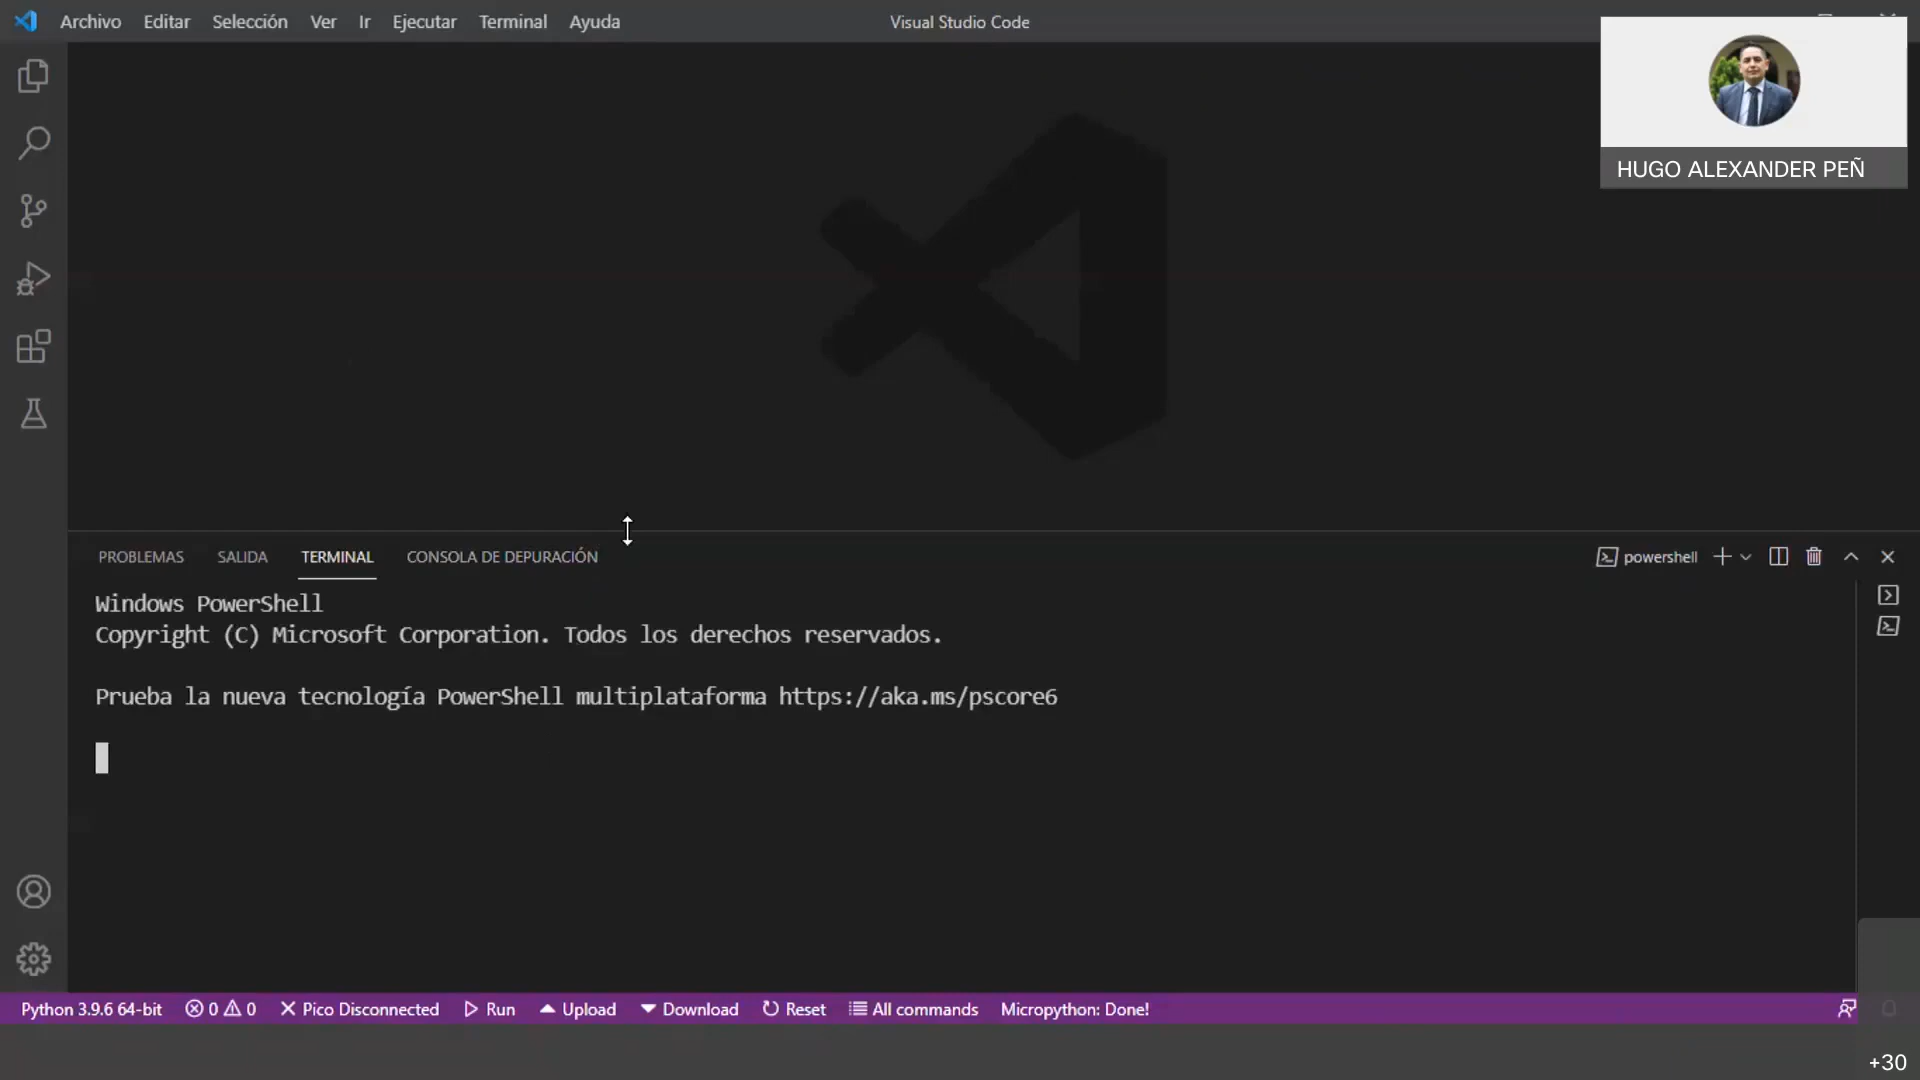 Archivo Editar Selección Ver Ir Ejecutar Terminal Ayuda Visual Studio Code
HUGO ALEXANDER PEÑ
PROBLEMAS SALIDA TERMINAL CONSOLA DE DEPURACIÓN powershell
Windows PowerShell
Copyright (C) Microsoft Corporation. Todos los derechos reservados.
Prueba la nueva tecnología PowerShell multiplataforma https://aka.ms/pscore6
Python 3.9.6 64-bit 0 0 Pico Disconnected Run Upload Download Reset All commands Micropython: Done!
+30